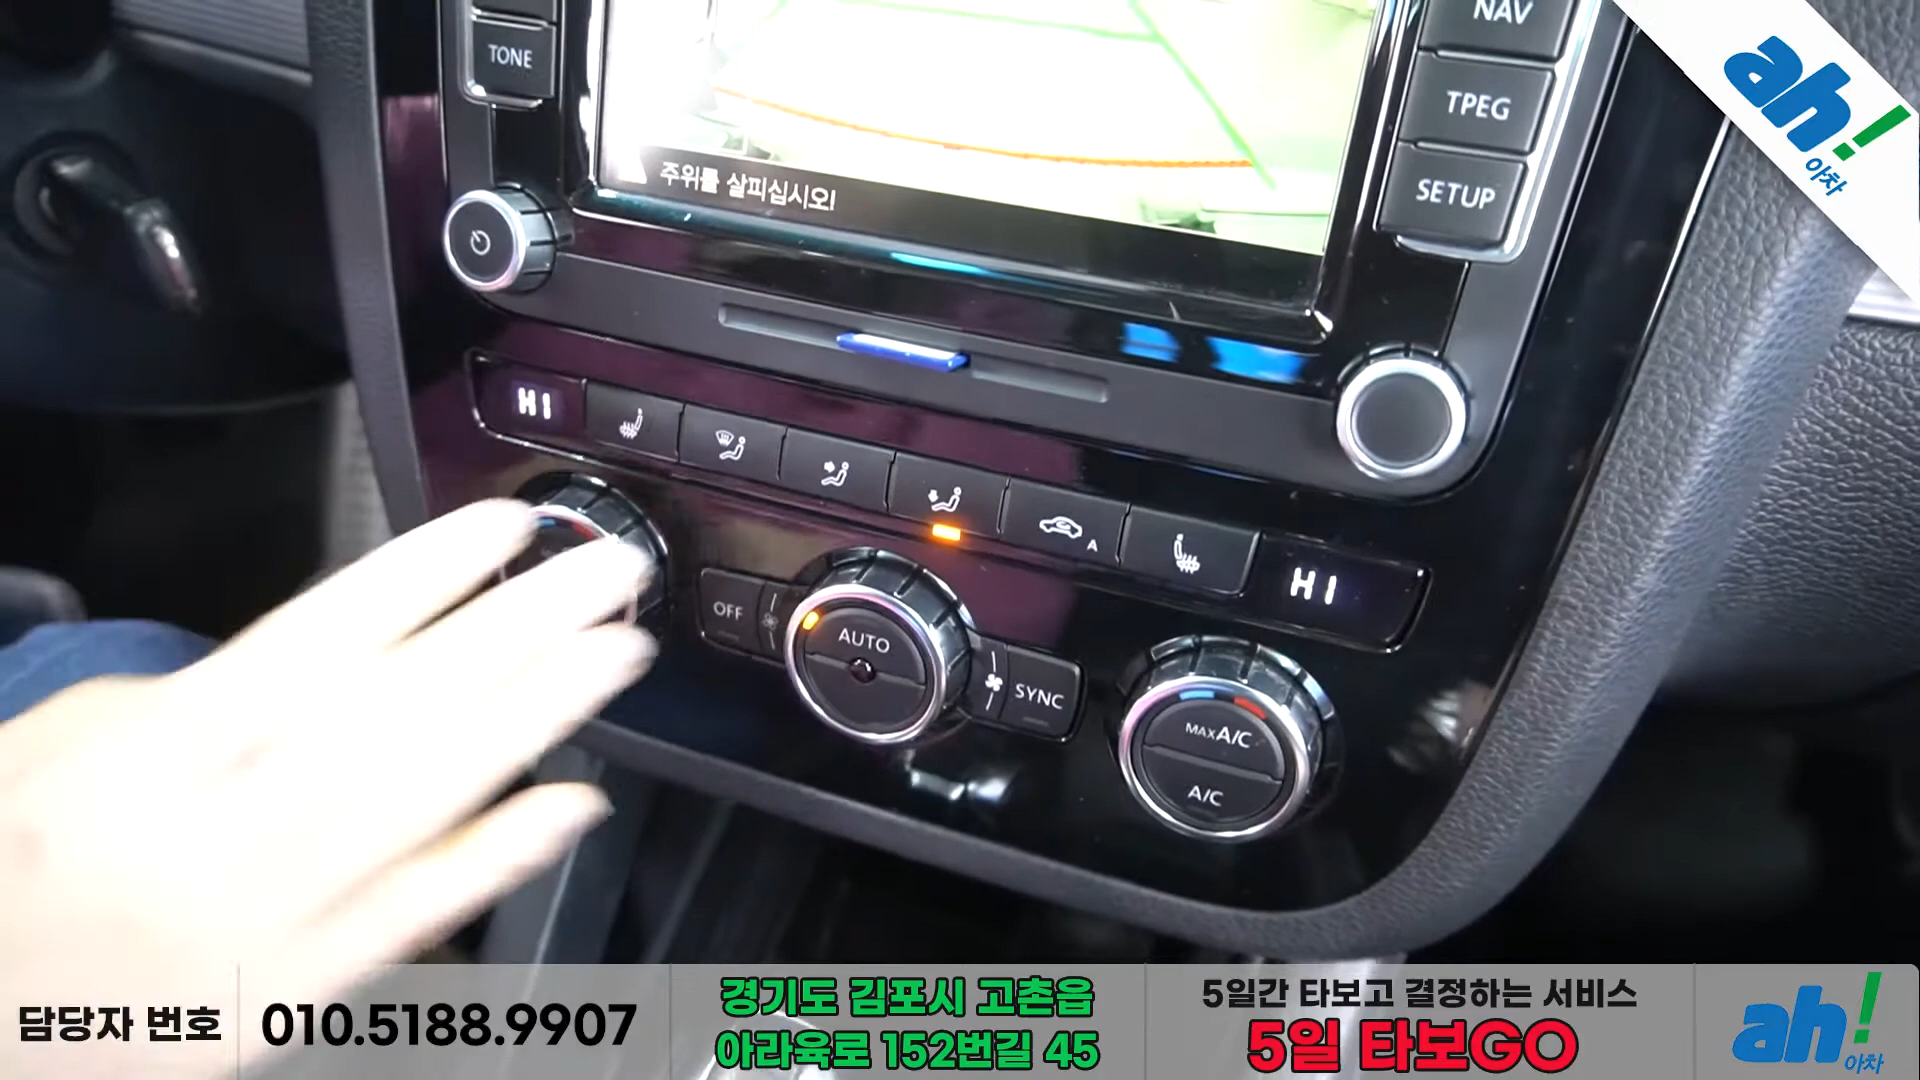 NAV
TONE
TPEG
SETUP
주위를 살피십시오!
HI
A
HI
OFF
AUTO
SYNC
MAX A/C
A/C
ah!
아차
담당자 번호
010.5188.9907
경기도 김포시 고촌읍
아라육로 152번길 45
5일간 타보고 결정하는 서비스
5일 타보GO
ah!
아차